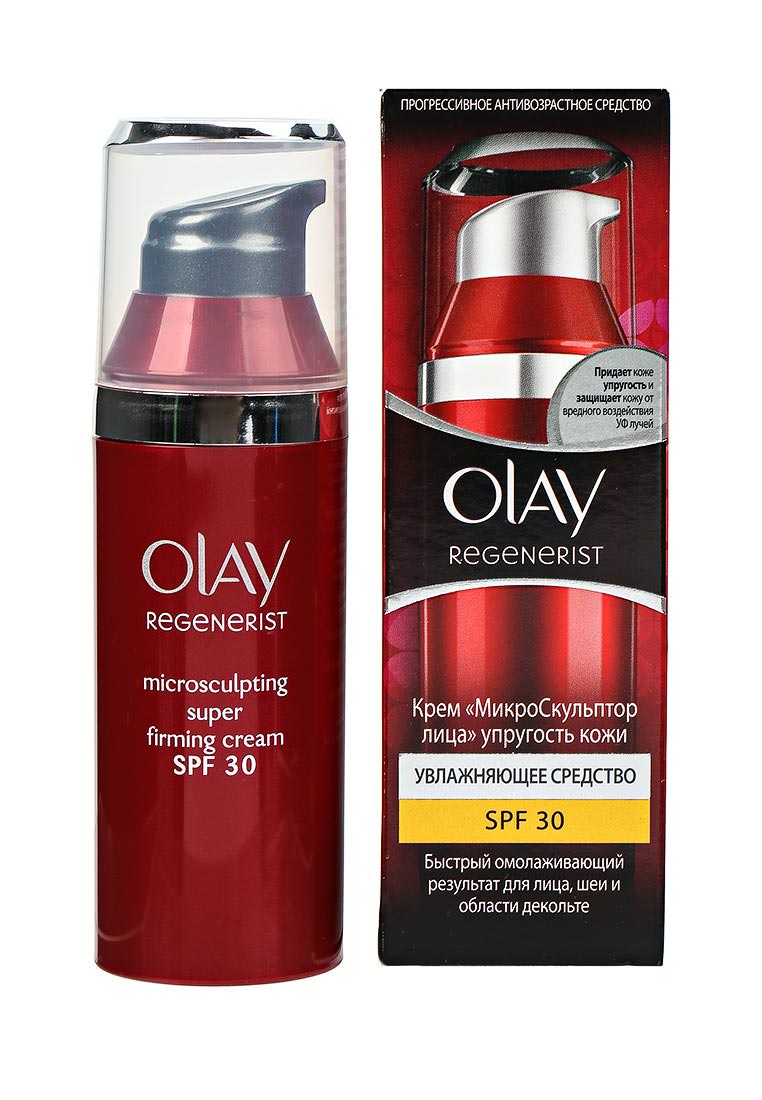 OLAY
REGENERIST
microsculpting
super
firming cream
SPF 30
ПРОГРЕССИВНОЕ АНТИВОЗРАСТНОЕ СРЕДСТВО
Придает коже
упругость и
защищает кожу от
вредного воздействия
УФ лучей
OLAY
REGENERIST
Крем «МикроСкульптор
лица» упругость кожи
УВЛАЖНЯЮЩЕЕ СРЕДСТВО
SPF 30
Быстрый омолаживающий
результат для лица, шеи и
области декольте